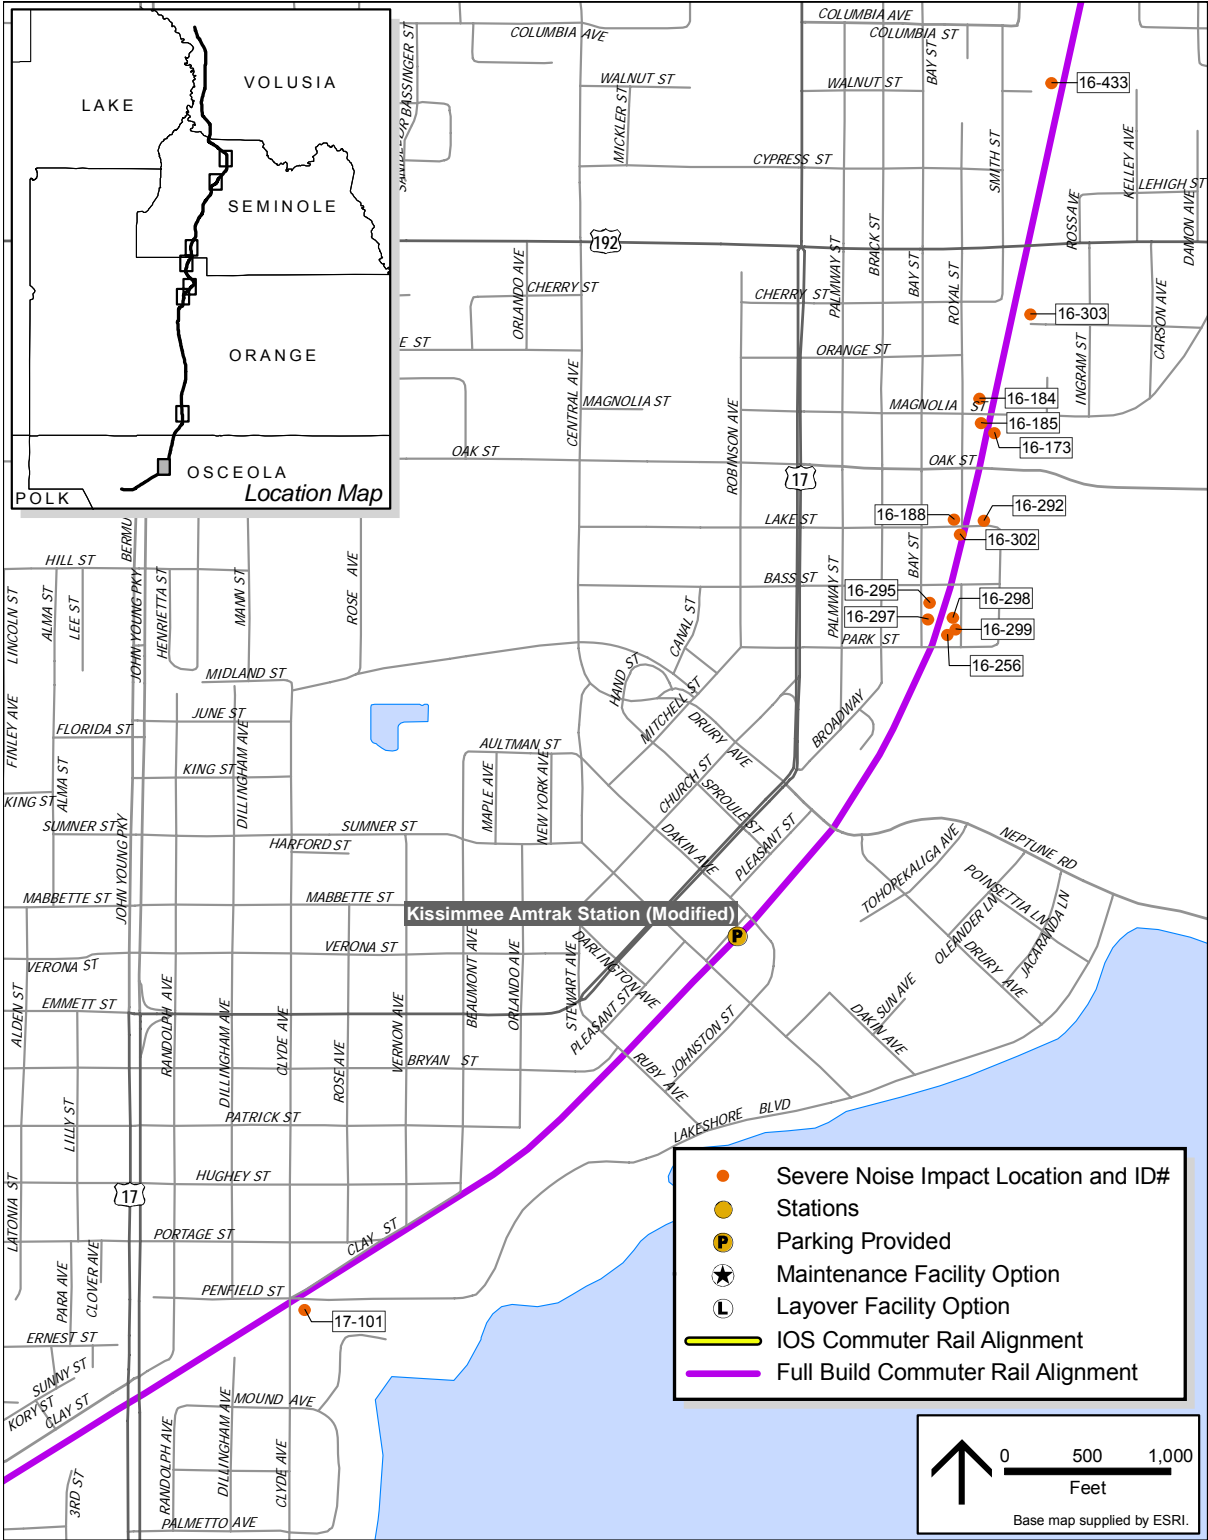 COLUMBIA AVE
COLUMBIA AVE
COLUMBIA ST
BAY ST
WALNUT ST
WALNUT ST
16-433
MICKLER ST
CYPRESS ST
SMITH ST
KELLEY AVE
LEHIGH ST
ROSS AVE
DAMON AVE
BASSINGER ST
VOLUSIA
LAKE
SEMINOLE
ORANGE
OSCEOLA
POLK
Location Map
192
BRACK ST
PALMWAY ST
BAY ST
ROYAL ST
ORLANDO AVE
CHERRY ST
CHERRY ST
16-303
CARSON AVE
INGRAM ST
E ST
ORANGE ST
CENTRAL AVE
MAGNOLIA ST
MAGNOLIA ST
16-184
16-185
16-173
ROBINSON AVE
OAK ST
OAK ST
17
16-188
16-292
LAKE ST
16-302
BAY ST
BASS ST
PALMWAY ST
16-295
16-298
16-297
16-299
PARK ST
16-256
BERMU
HILL ST
LINCOLN ST
ALMA ST
LEE ST
JOHN YOUNG PKY
HENRIETTA ST
MANN ST
ROSE AVE
CANAL ST
HAND ST
MIDLAND ST
MITCHELL ST
DRURY AVE
BROADWAY
FINLEY AVE
JUNE ST
FLORIDA ST
DILLINGHAM AVE
AULTMAN ST
KING ST
KING ST
ALMA ST
MAPLE AVE
NEW YORK AVE
CHURCH ST
SPROULE ST
PLEASANT ST
DAKIN AVE
SUMNER ST
SUMNER ST
JOHN YOUNG PKY
HARFORD ST
NEPTUNE RD
TOHOPEKALIGA AVE
POINSETTIA LN
OLEANDER LN
JACARANDA LN
DRURY AVE
MABBETTE ST
MABBETTE ST
Kissimmee Amtrak Station (Modified)
P
DARLINGTON AVE
VERONA ST
VERONA ST
BEAUMONT AVE
ORLANDO AVE
STEWART AVE
PLEASANT ST
SUN AVE
DAKIN AVE
ALDEN ST
EMMETT ST
RANDOLPH AVE
DILLINGHAM AVE
CLYDE AVE
ROSE AVE
VERNON AVE
BRYAN ST
JOHNSTON ST
RUBY AVE
LILLY ST
PATRICK ST
LAKESHORE BLVD
HUGHEY ST
17
LATONIA ST
PORTAGE ST
CLAY ST
PARA AVE
CLOVER AVE
PENFIELD ST
17-101
ERNEST ST
SUNNY ST
KORY ST
CLAY ST
MOUND AVE
RANDOLPH AVE
DILLINGHAM AVE
CLYDE AVE
3RD ST
PALMETTO AVE
Severe Noise Impact Location and ID#
Stations
P
Parking Provided
Maintenance Facility Option
L
Layover Facility Option
IOS Commuter Rail Alignment
Full Build Commuter Rail Alignment
0 500 1,000
Feet
Base map supplied by ESRI.